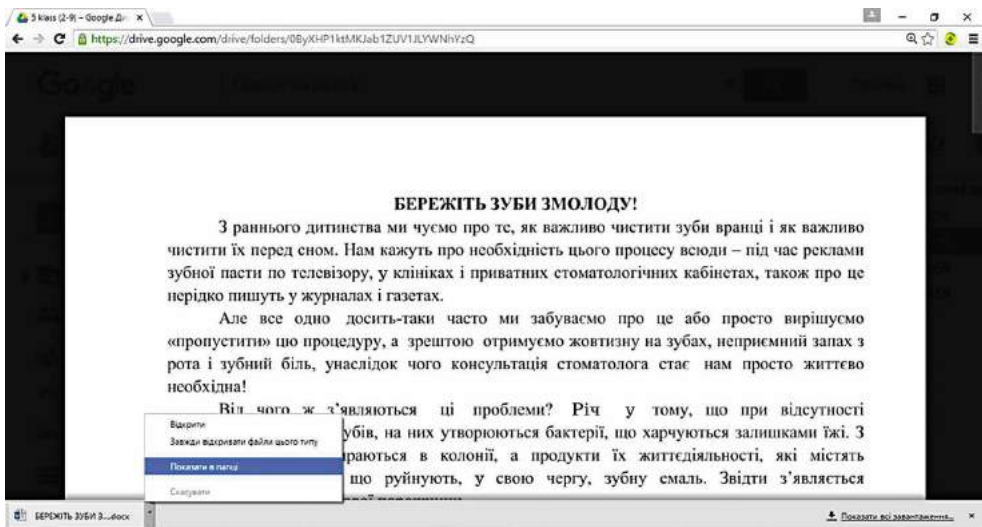 5 klass (2-9) – Google Ди
https://drive.google.com/drive/folders/0ByXHP1ktMKJab1ZUV1JLYWNhYzQ
Google
БЕРЕЖІТЬ ЗУБИ ЗМОЛОДУ!
З раннього дитинства ми чуємо про те, як важливо чистити зуби вранці і як важливо
чистити їх перед сном. Нам кажуть про необхідність цього процесу всюди – під час реклами
зубної пасти по телевізору, у клініках і приватних стоматологічних кабінетах, також про це
нерідко пишуть у журналах і газетах.
Але все одно досить-таки часто ми забуваємо про це або просто вирішуємо
«пропустити» цю процедуру, а зрештою отримуємо жовтизну на зубах, неприємний запах з
рота і зубний біль, унаслідок чого консультація стоматолога стає нам просто життєво
необхідна!
Від чого ж з’являються ці проблеми? Річ у тому, що при відсутності
убів, на них утворюються бактерії, що харчуються залишками їжі. З
раються в колонії, а продукти їх життєдіяльності, які містять
що руйнують, у свою чергу, зубну емаль. Звідти з’являється
Відкрити
Завжди відкривати файли цього типу
Показати в папці
Скасувати
БЕРЕЖІТЬ ЗУБИ З....docx
Показати всі завантаження...